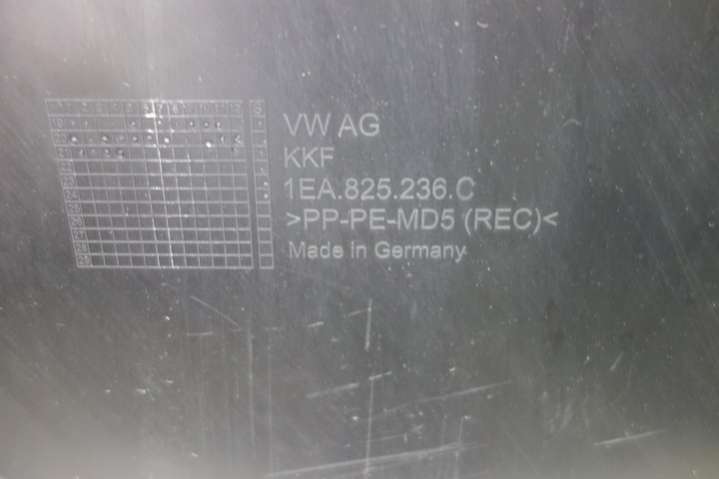 VW AG
KKF
1EA.825.236.C
>PP-PE-MD5 (REC)<
Made in Germany